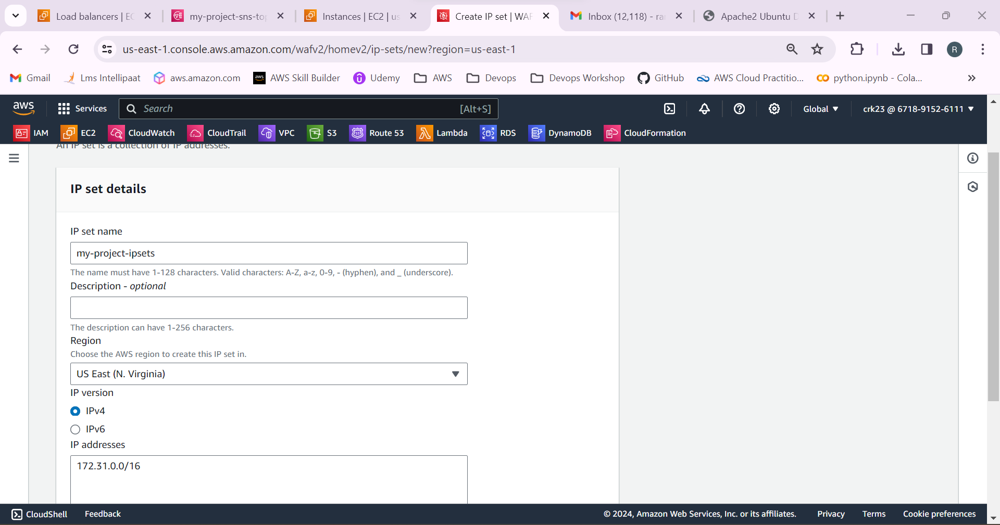 Load balancers | EC
my-project-sns-top
Instances | EC2 | us
Create IP set | WAF
Inbox (12,118) - ra
Apache2 Ubuntu D
us-east-1.console.aws.amazon.com/wafv2/homev2/ip-sets/new?region=us-east-1
R
Gmail
Lms Intellipaat
aws.amazon.com
aws
AWS Skill Builder
Udemy
AWS
Devops
Devops Workshop
GitHub
AWS Cloud Practitio...
python.ipynb - Cola...
aws
Services
Search
[Alt+S]
Global
crk23 @ 6718-9152-6111
IAM
EC2
CloudWatch
CloudTrail
VPC
S3
Route 53
Lambda
RDS
DynamoDB
CloudFormation
An IP set is a collection of IP addresses.
IP set details
IP set name
my-project-ipsets
The name must have 1-128 characters. Valid characters: A-Z, a-z, 0-9, - (hyphen), and _ (underscore).
Description - optional
The description can have 1-256 characters.
Region
Choose the AWS region to create this IP set in.
US East (N. Virginia)
IP version
IPv4
IPv6
IP addresses
172.31.0.0/16
CloudShell
Feedback
© 2024, Amazon Web Services, Inc. or its affiliates.
Privacy
Terms
Cookie preferences